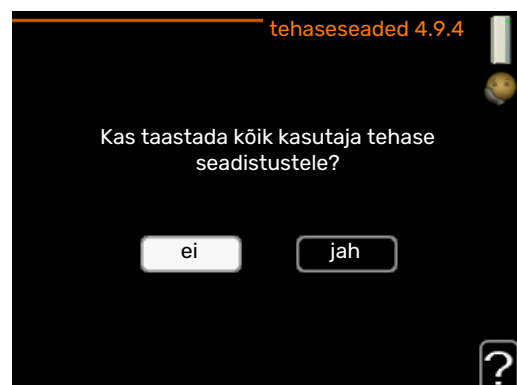 tehaseseaded 4.9.4
Kas taastada kõik kasutaja tehase
seadistustele?
ei
jah
?